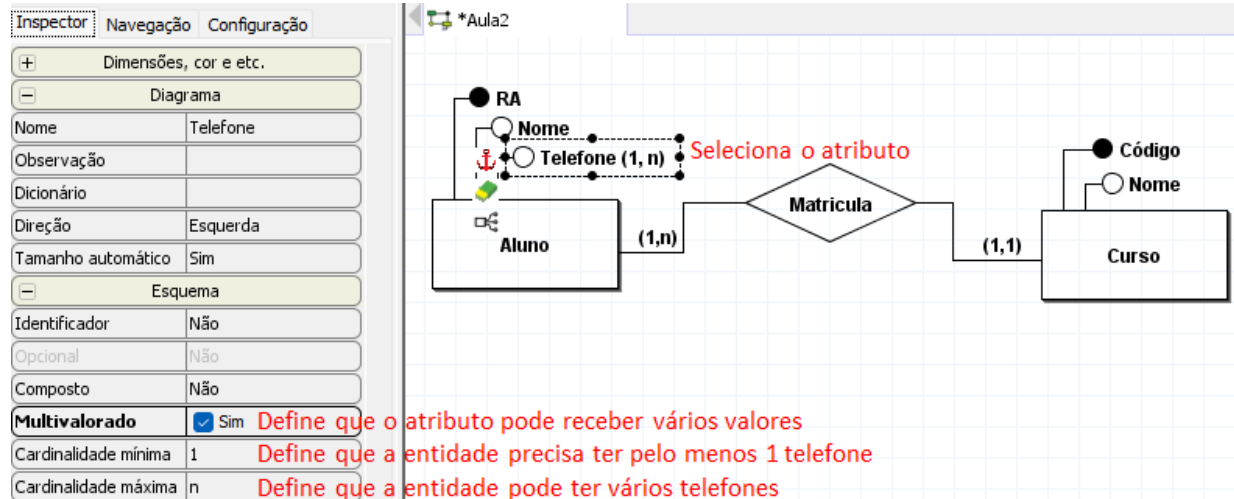 Inspector Navegação Configuração
*Aula2
Dimensões, cor e etc.
Diagrama
Nome Telefone
Observação
Dicionário
Direção Esquerda
Tamanho automático Sim
Esquema
Identificador Não
Opcional Não
Composto Não
Multivalorado Sim Define que o atributo pode receber vários valores
Cardinalidade mínima 1 Define que a entidade precisa ter pelo menos 1 telefone
Cardinalidade máxima n Define que a entidade pode ter vários telefones
RA
Nome
Telefone (1, n) Seleciona o atributo
Aluno
(1,n)
Matricula
(1,1)
Código
Nome
Curso